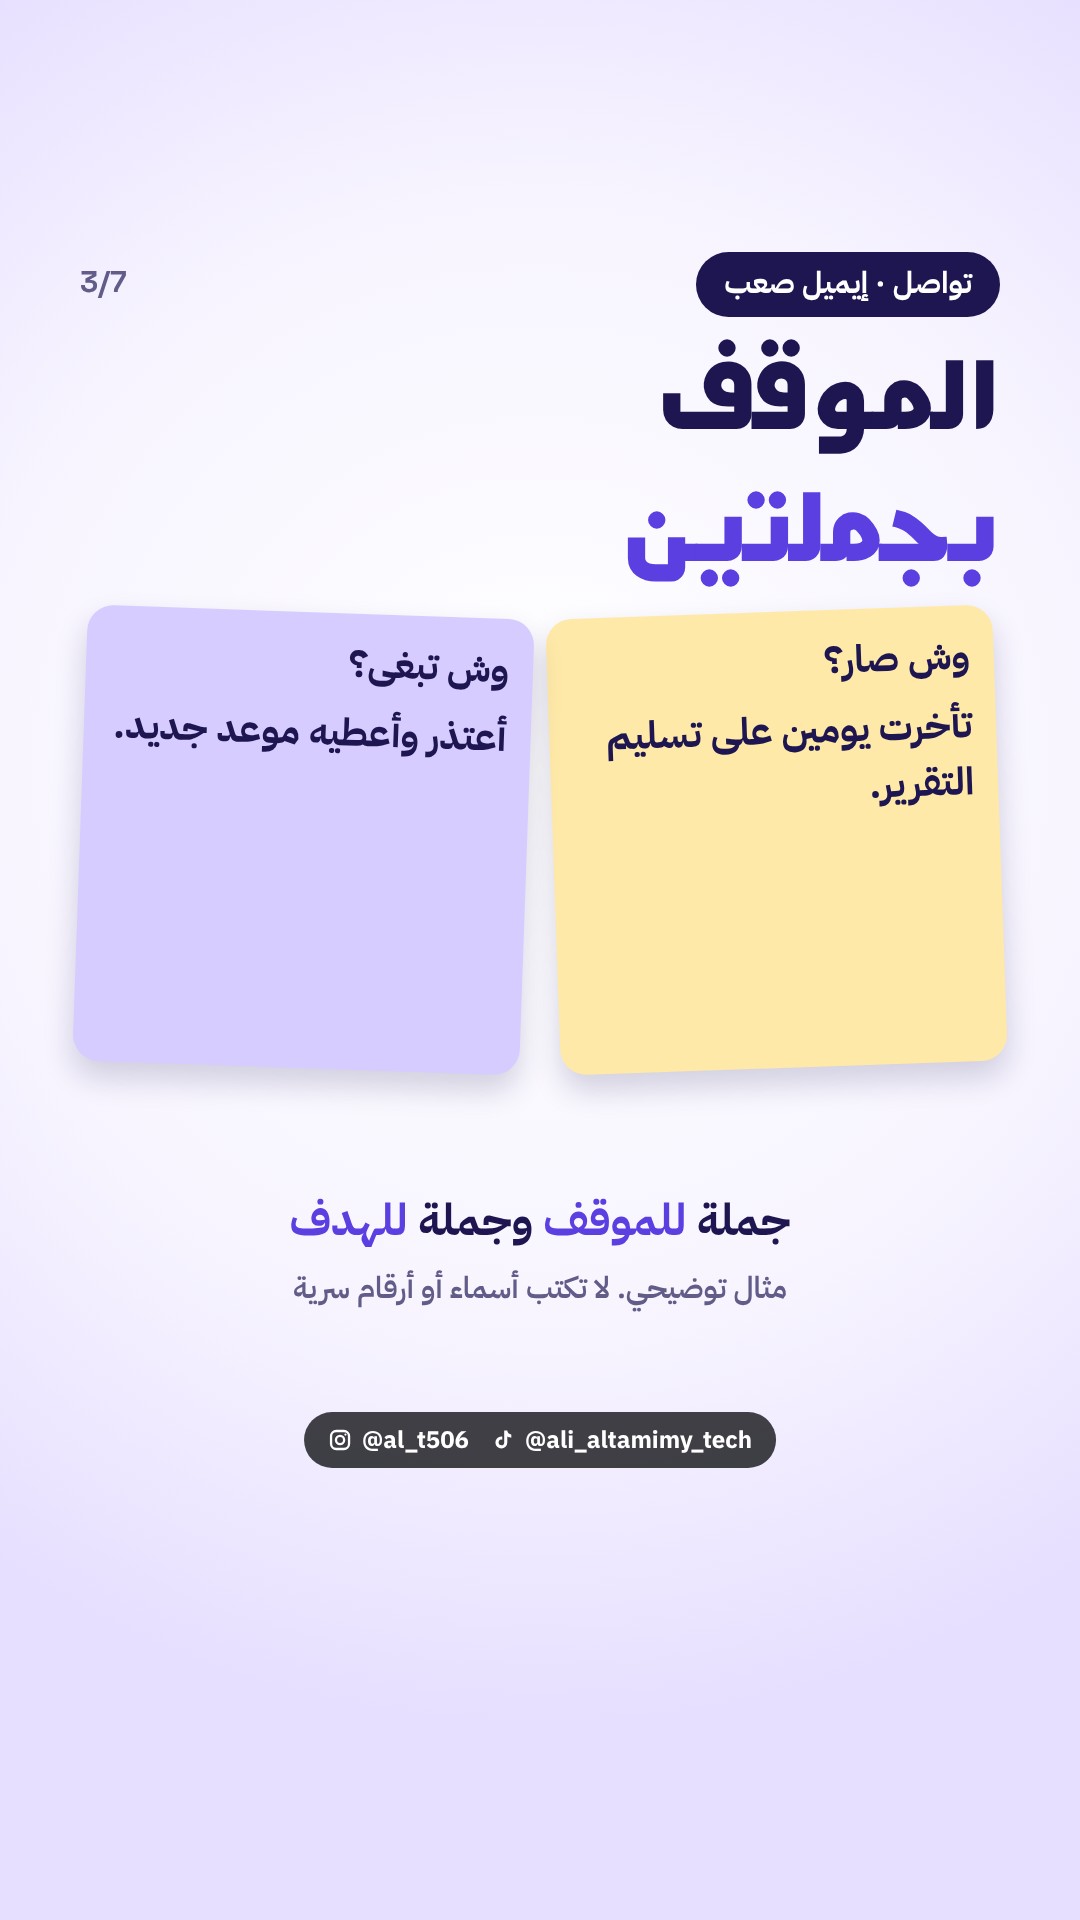 تواصل · إيميل صعب
3/7
الموقف
بجملتين
وش صار؟
تأخرت يومين على تسليم
التقرير.
وش تبغى؟
أعتذر وأعطيه موعد جديد.
جملة للموقف وجملة للهدف
مثال توضيحي. لا تكتب أسماء أو أرقام سرية
@al_t506 @ali_altamimy_tech